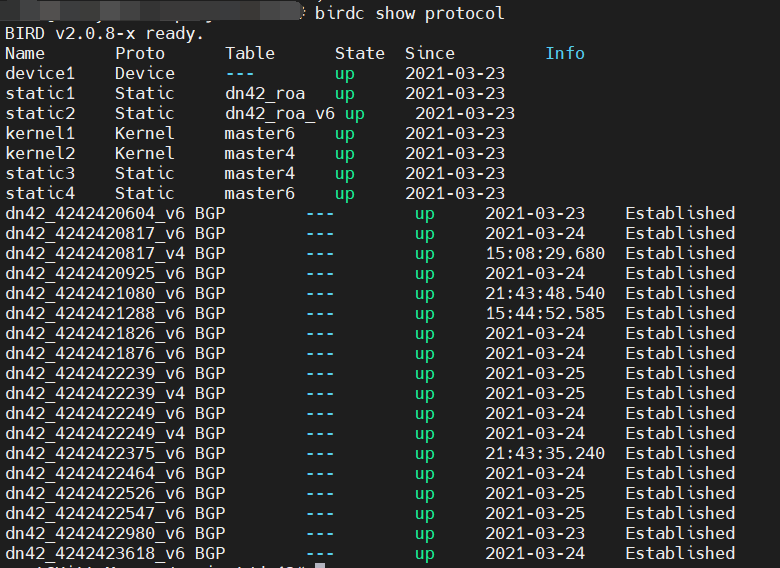 birdc show protocol
BIRD v2.0.8-x ready.
Name       Proto      Table      State  Since         Info
device1    Device     ---        up     2021-03-23
static1    Static     dn42_roa   up     2021-03-23
static2    Static     dn42_roa_v6 up     2021-03-23
kernel1    Kernel     master6    up     2021-03-23
kernel2    Kernel     master4    up     2021-03-23
static3    Static     master4    up     2021-03-23
static4    Static     master6    up     2021-03-23
dn42_4242420604_v6 BGP        ---        up     2021-03-23    Established
dn42_4242420817_v6 BGP        ---        up     2021-03-24    Established
dn42_4242420817_v4 BGP        ---        up     15:08:29.680  Established
dn42_4242420925_v6 BGP        ---        up     2021-03-24    Established
dn42_4242421080_v6 BGP        ---        up     21:43:48.540  Established
dn42_4242421288_v6 BGP        ---        up     15:44:52.585  Established
dn42_4242421826_v6 BGP        ---        up     2021-03-24    Established
dn42_4242421876_v6 BGP        ---        up     2021-03-24    Established
dn42_4242422239_v6 BGP        ---        up     2021-03-25    Established
dn42_4242422239_v4 BGP        ---        up     2021-03-25    Established
dn42_4242422249_v6 BGP        ---        up     2021-03-24    Established
dn42_4242422249_v4 BGP        ---        up     2021-03-24    Established
dn42_4242422375_v6 BGP        ---        up     21:43:35.240  Established
dn42_4242422464_v6 BGP        ---        up     2021-03-24    Established
dn42_4242422526_v6 BGP        ---        up     2021-03-25    Established
dn42_4242422547_v6 BGP        ---        up     2021-03-25    Established
dn42_4242422980_v6 BGP        ---        up     2021-03-23    Established
dn42_4242423618_v6 BGP        ---        up     2021-03-24    Established